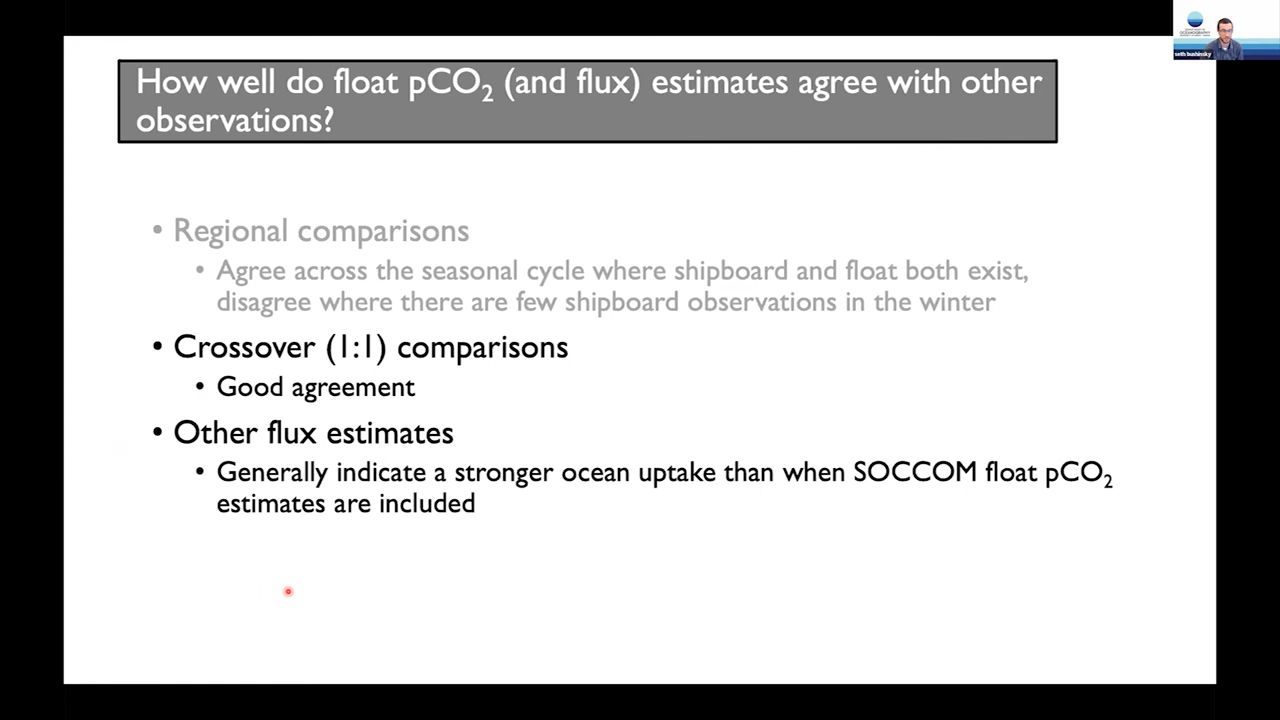 How well do float pCO₂ (and flux) estimates agree with other
observations?
• Regional comparisons
• Agree across the seasonal cycle where shipboard and float both exist,
disagree where there are few shipboard observations in the winter
• Crossover (1:1) comparisons
• Good agreement
• Other flux estimates
• Generally indicate a stronger ocean uptake than when SOCCOM float pCO₂
estimates are included
OCEANOGRAPHY
seth bushinsky